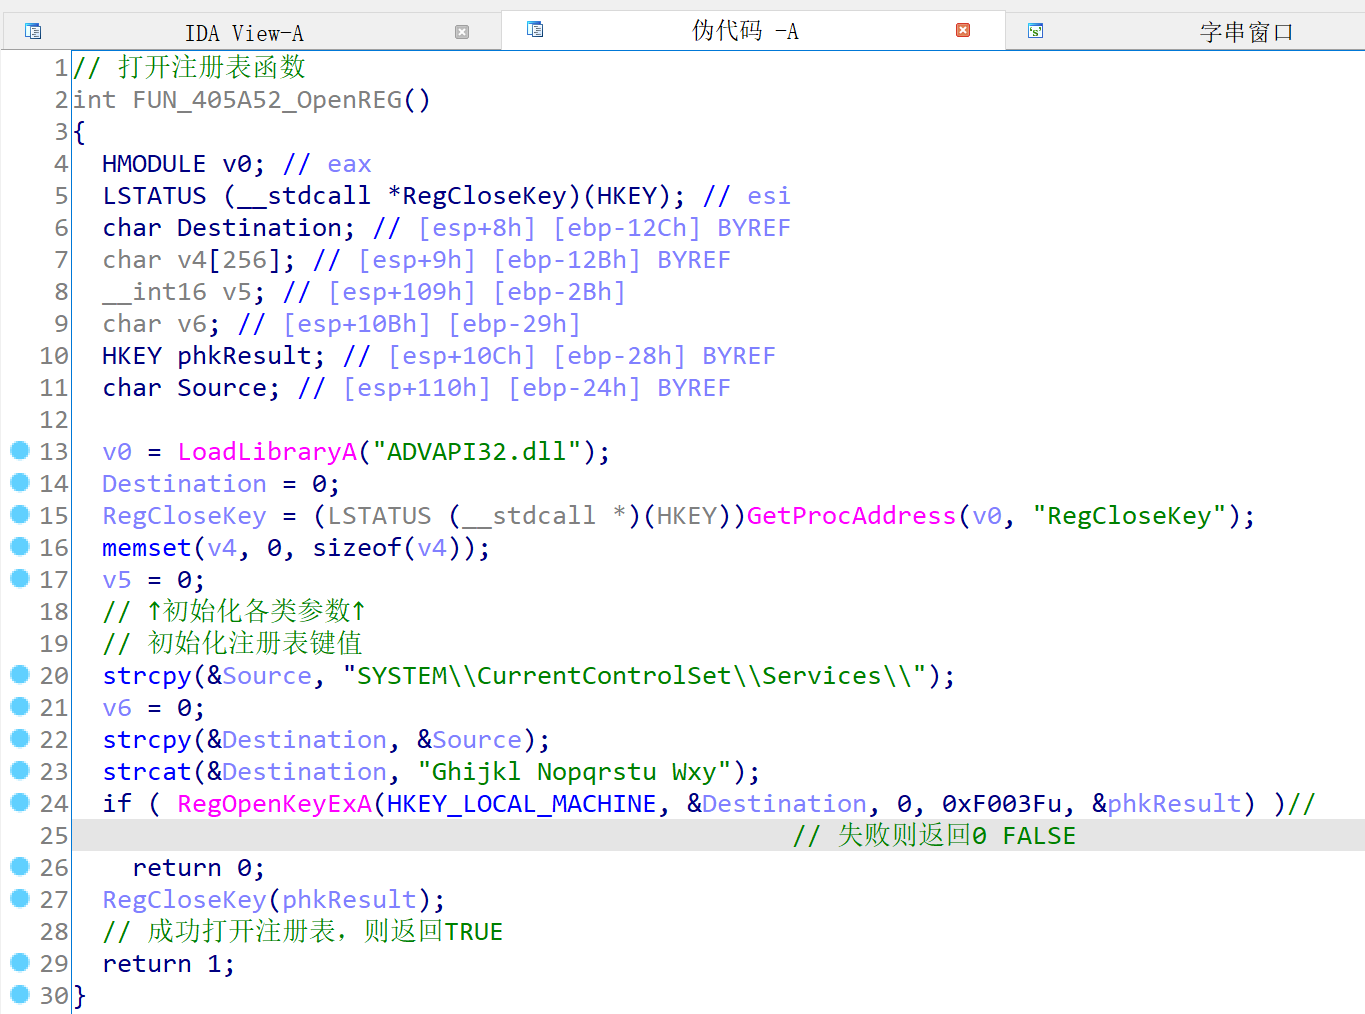 IDA View-A 伪代码 -A 字串窗口
1 // 打开注册表函数
2 int FUN_405A52_OpenREG()
3 {
4 HMODULE v0; // eax
5 LSTATUS (__stdcall *RegCloseKey)(HKEY); // esi
6 char Destination; // [esp+8h] [ebp-12Ch] BYREF
7 char v4[256]; // [esp+9h] [ebp-12Bh] BYREF
8 __int16 v5; // [esp+109h] [ebp-2Bh]
9 char v6; // [esp+10Bh] [ebp-29h]
10 HKEY phkResult; // [esp+10Ch] [ebp-28h] BYREF
11 char Source; // [esp+110h] [ebp-24h] BYREF
12
13 v0 = LoadLibraryA("ADVAPI32.dll");
14 Destination = 0;
15 RegCloseKey = (LSTATUS (__stdcall *)(HKEY))GetProcAddress(v0, "RegCloseKey");
16 memset(v4, 0, sizeof(v4));
17 v5 = 0;
18 // ↑初始化各类参数↑
19 // 初始化注册表键值
20 strcpy(&Source, "SYSTEM\\CurrentControlSet\\Services\\");
21 v6 = 0;
22 strcpy(&Destination, &Source);
23 strcat(&Destination, "Ghijkl Nopqrstu Wxy");
24 if ( RegOpenKeyExA(HKEY_LOCAL_MACHINE, &Destination, 0, 0xF003Fu, &phkResult) )//
25 // 失败则返回0 FALSE
26 return 0;
27 RegCloseKey(phkResult);
28 // 成功打开注册表，则返回TRUE
29 return 1;
30 }